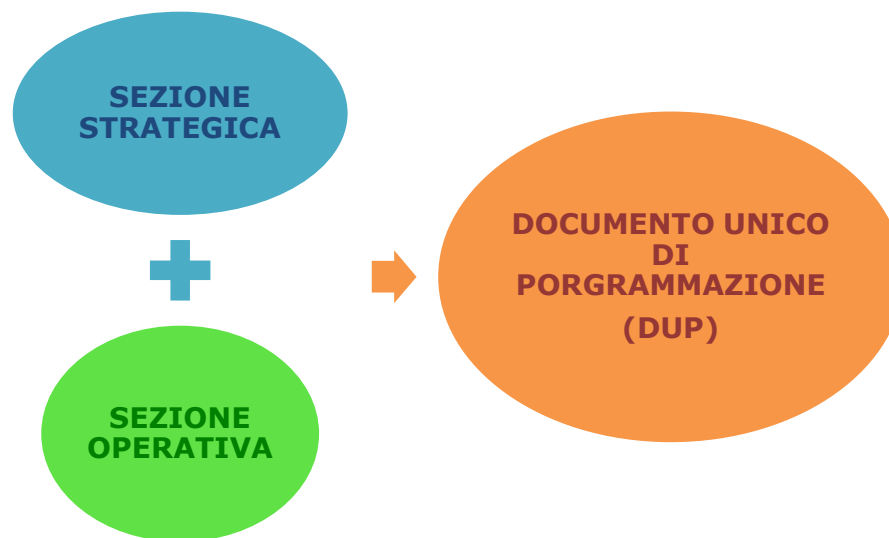 SEZIONE
STRATEGICA
SEZIONE
OPERATIVA
DOCUMENTO UNICO
DI
PORGRAMMAZIONE
(DUP)